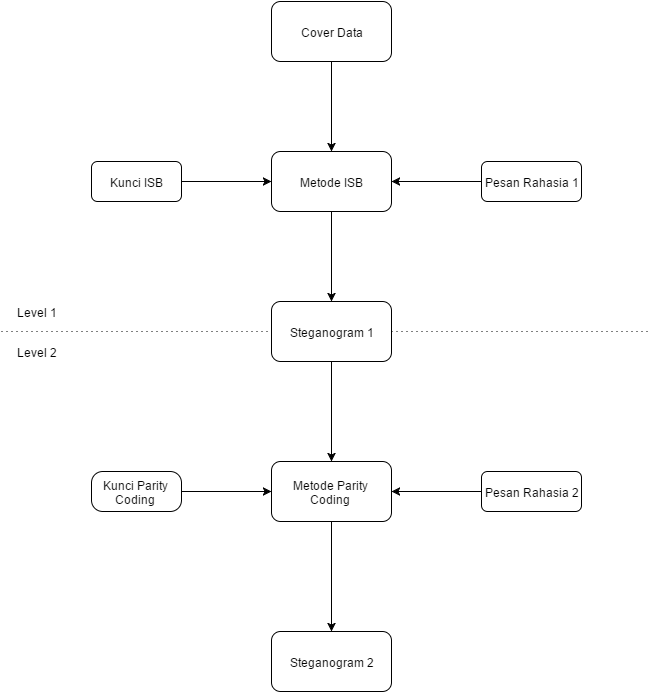 Cover Data
Kunci ISB
Metode ISB
Pesan Rahasia 1
Level 1
Steganogram 1
Level 2
Kunci Parity
Coding
Metode Parity
Coding
Pesan Rahasia 2
Steganogram 2